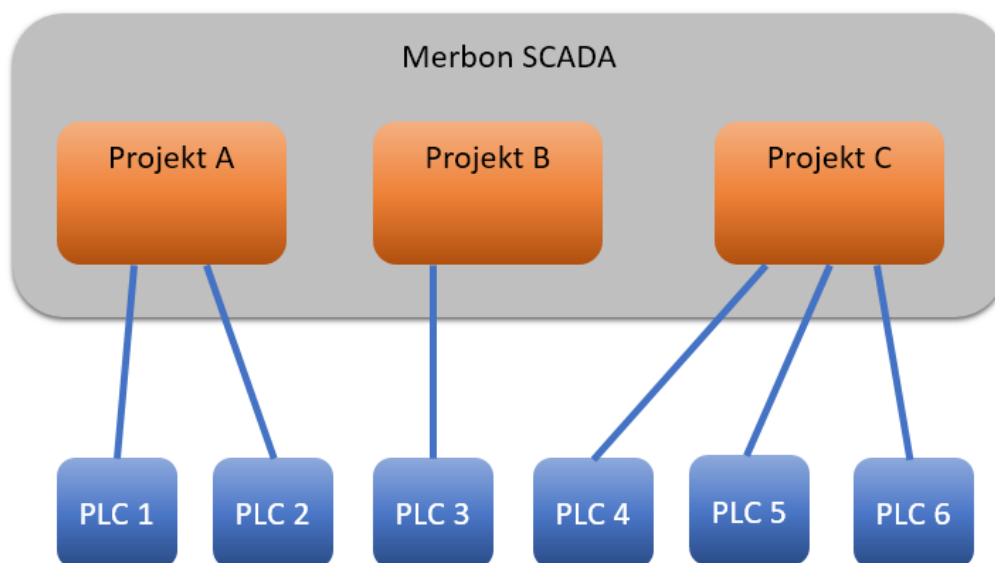 Merbon SCADA
Projekt A
Projekt B
Projekt C
PLC 1
PLC 2
PLC 3
PLC 4
PLC 5
PLC 6